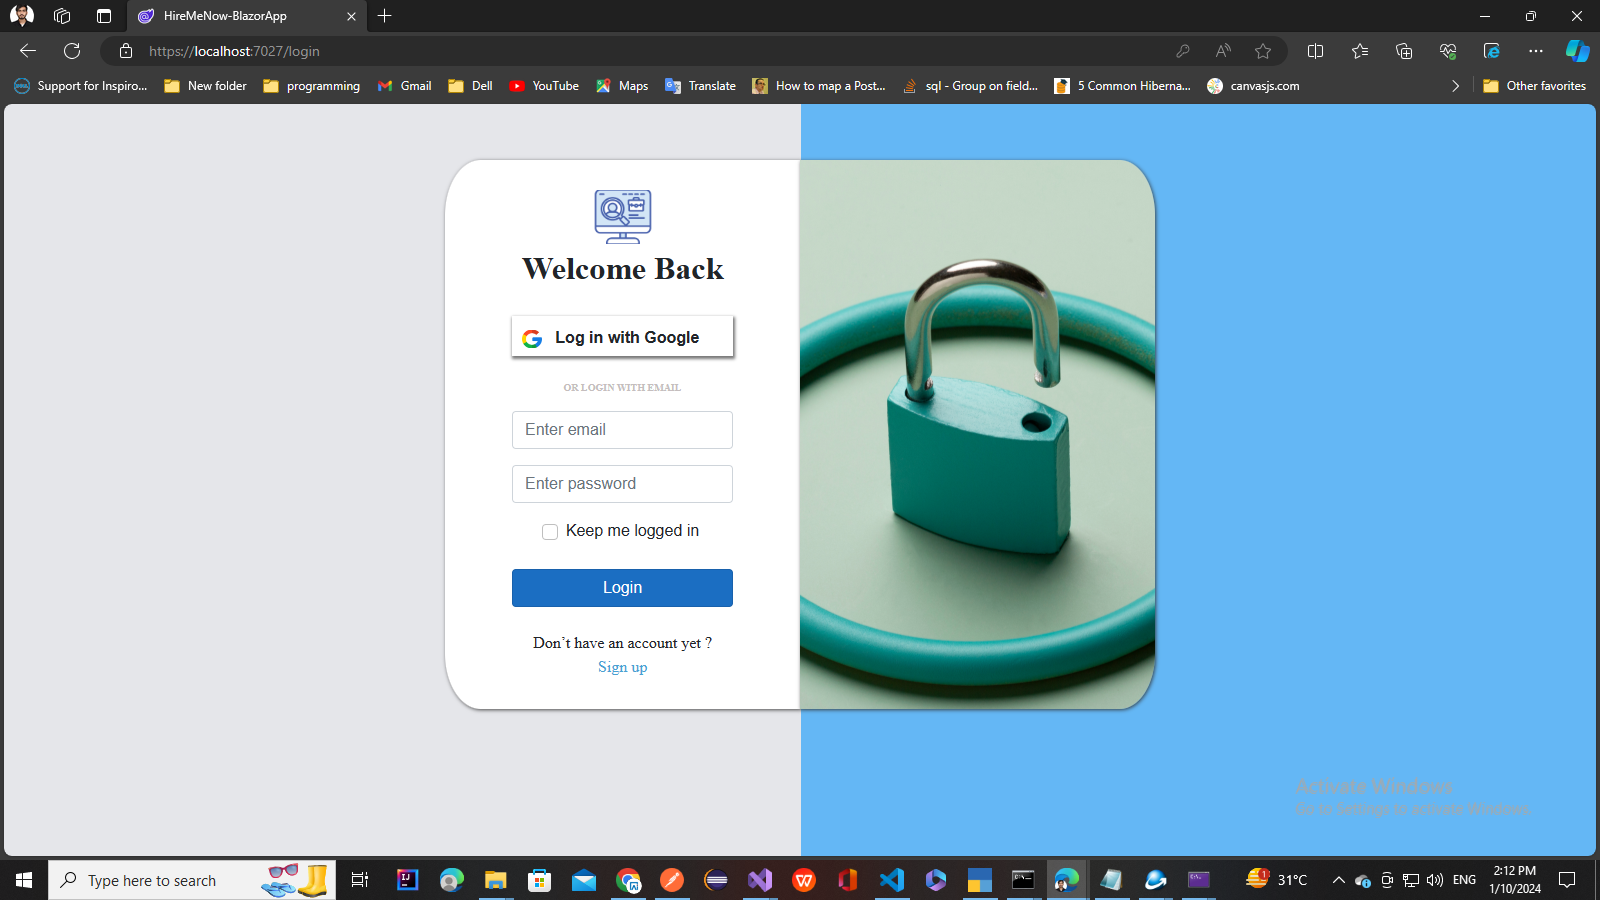 HireMeNow-BlazorApp
https://localhost:7027/login
Support for Inspiro...
New folder
programming
Gmail
Dell
YouTube
Maps
Translate
How to map a Post...
sql - Group on field...
5 Common Hiberna...
canvasjs.com
Other favorites
Welcome Back
Log in with Google
OR LOGIN WITH EMAIL
Enter email
Enter password
Keep me logged in
Login
Don’t have an account yet ?
Sign up
Activate Windows
Go to Settings to activate Windows.
Type here to search
31°C
ENG
2:12 PM
1/10/2024